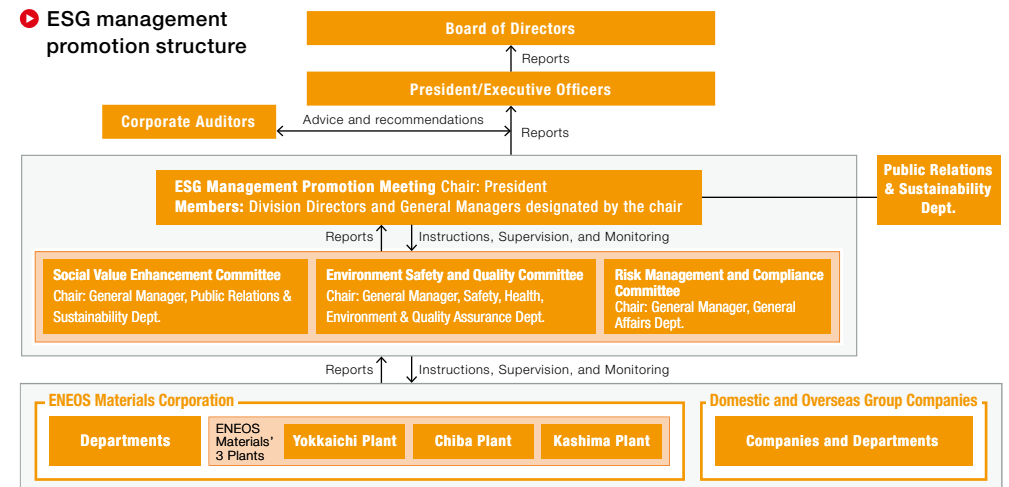 ESG management
promotion structure
Board of Directors
Reports
President/Executive Officers
Corporate Auditors
Advice and recommendations
Reports
ESG Management Promotion Meeting Chair: President
Members: Division Directors and General Managers designated by the chair
Public Relations
& Sustainability
Dept.
Reports
Instructions, Supervision, and Monitoring
Social Value Enhancement Committee
Chair: General Manager, Public Relations &
Sustainability Dept.
Environment Safety and Quality Committee
Chair: General Manager, Safety, Health,
Environment & Quality Assurance Dept.
Risk Management and Compliance
Committee
Chair: General Manager, General
Affairs Dept.
Reports
Instructions, Supervision, and Monitoring
ENEOS Materials Corporation
Departments
ENEOS
Materials'
3 Plants
Yokkaichi Plant
Chiba Plant
Kashima Plant
Domestic and Overseas Group Companies
Companies and Departments